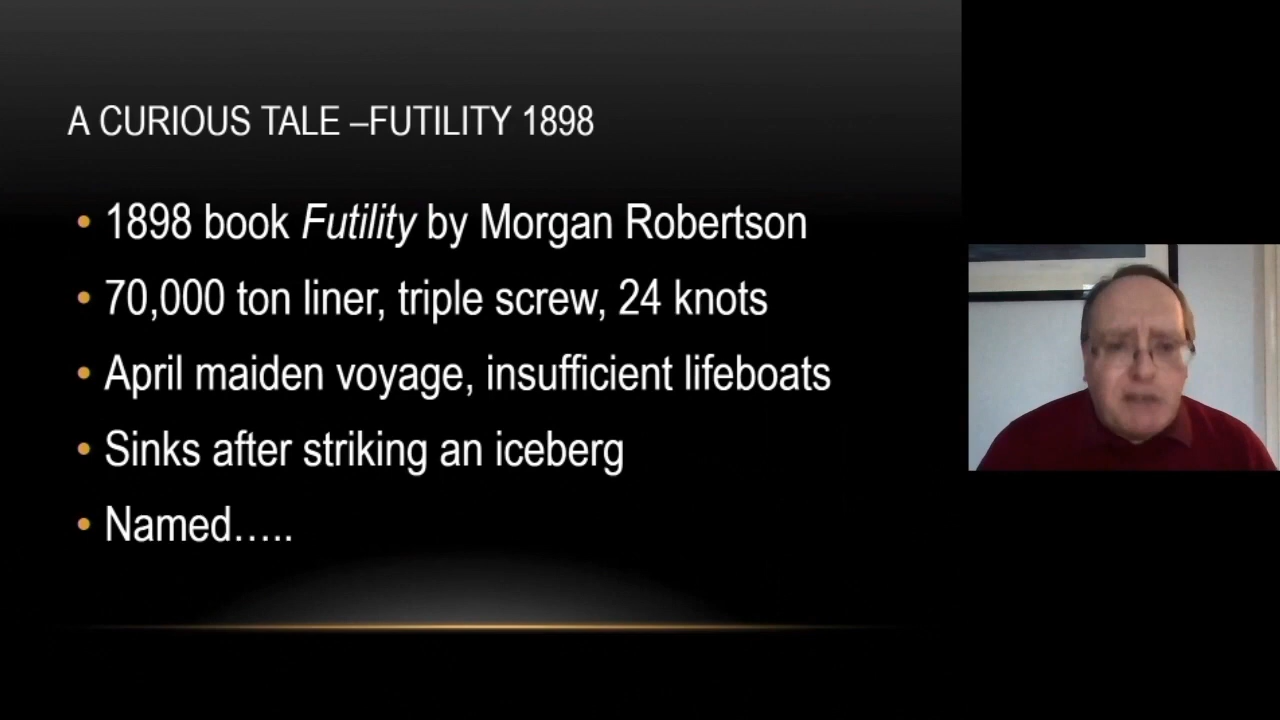 A CURIOUS TALE –FUTILITY 1898
• 1898 book Futility by Morgan Robertson
• 70,000 ton liner, triple screw, 24 knots
• April maiden voyage, insufficient lifeboats
• Sinks after striking an iceberg
• Named…..